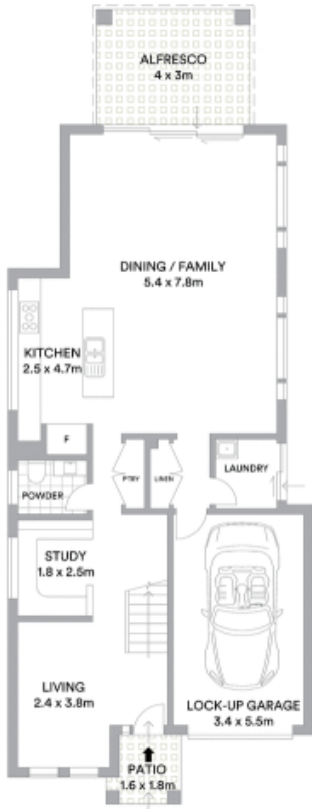 ALFRESCO
4 x 3m
DINING / FAMILY
5.4 x 7.8m
KITCHEN
2.5 x 4.7m
F
POWDER
PTRY
LINEN
LAUNDRY
STUDY
1.8 x 2.5m
LIVING
2.4 x 3.8m
LOCK-UP GARAGE
3.4 x 5.5m
PATIO
1.6 x 1.8m